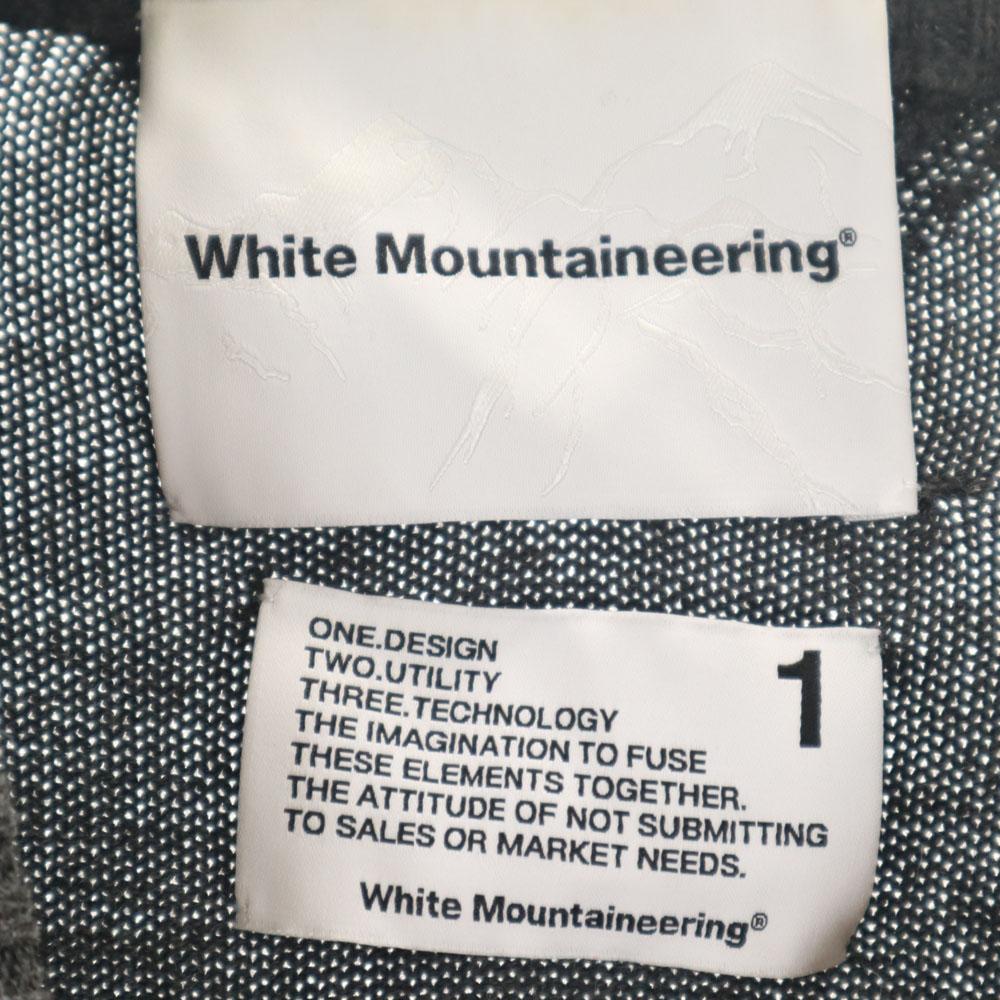 White Mountaineering®
ONE.DESIGN
TWO.UTILITY
THREE.TECHNOLOGY
THE IMAGINATION TO FUSE
THESE ELEMENTS TOGETHER.
THE ATTITUDE OF NOT SUBMITTING
TO SALES OR MARKET NEEDS.
1
White Mountaineering®